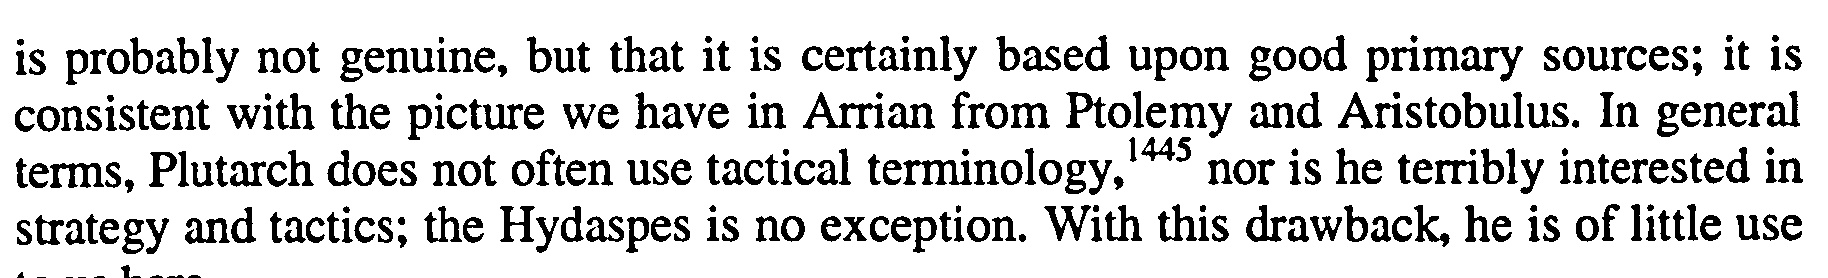 is probably not genuine, but that it is certainly based upon good primary sources; it is
consistent with the picture we have in Arrian from Ptolemy and Aristobulus. In general
terms, Plutarch does not often use tactical terminology,1445 nor is he terribly interested in
strategy and tactics; the Hydaspes is no exception. With this drawback, he is of little use